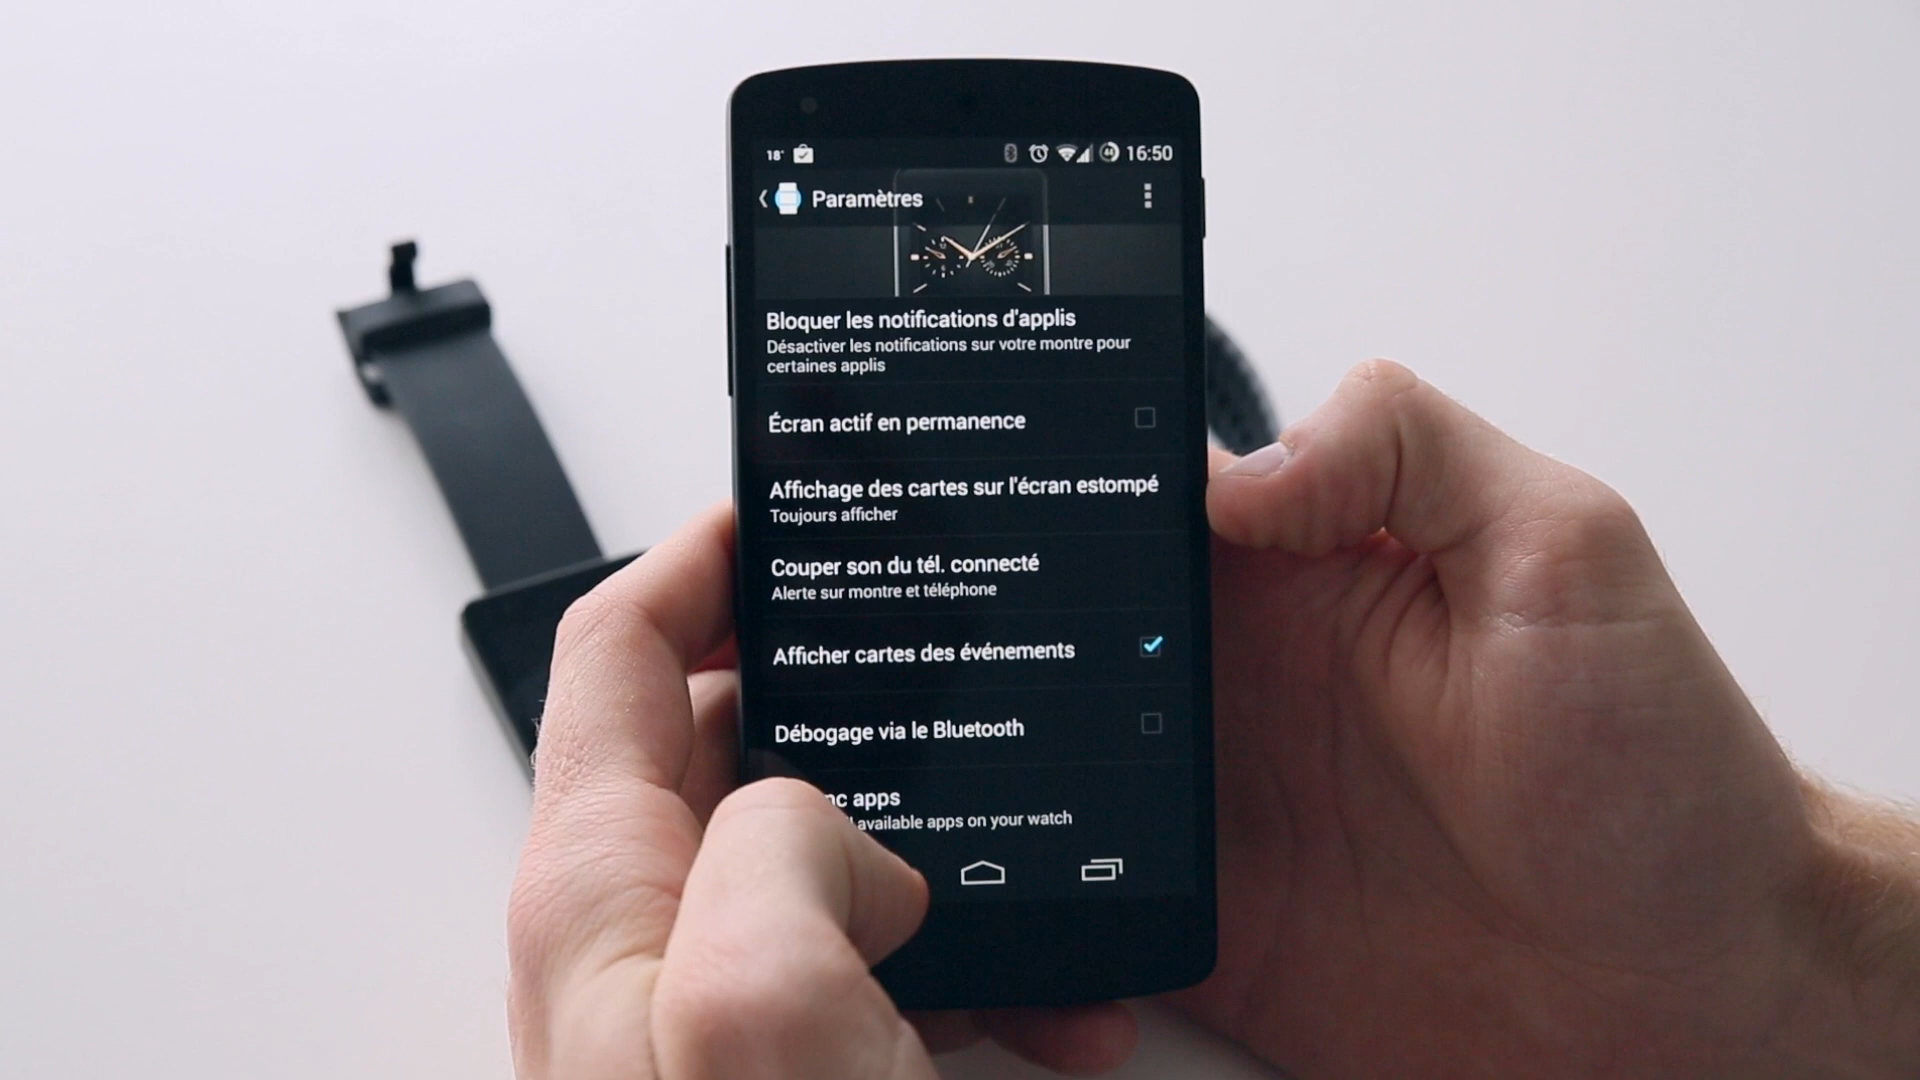 18° 44 16:50
Paramètres
Bloquer les notifications d'applis
Désactiver les notifications sur votre montre pour
certaines applis
Écran actif en permanence
Affichage des cartes sur l'écran estompé
Toujours afficher
Couper son du tél. connecté
Alerte sur montre et téléphone
Afficher cartes des événements
Débogage via le Bluetooth
apps
available apps on your watch